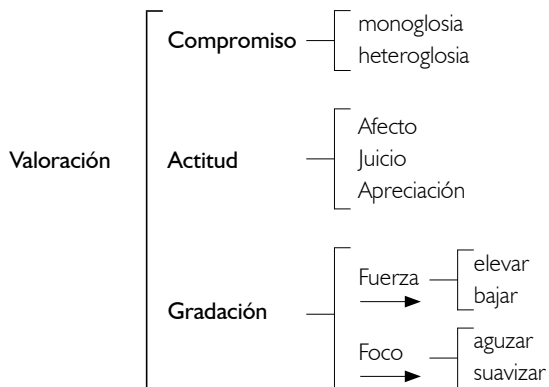 Valoración
Compromiso
monoglosia
heteroglosia
Actitud
Afecto
Juicio
Apreciación
Gradación
Fuerza
elevar
bajar
Foco
aguzar
suavizar